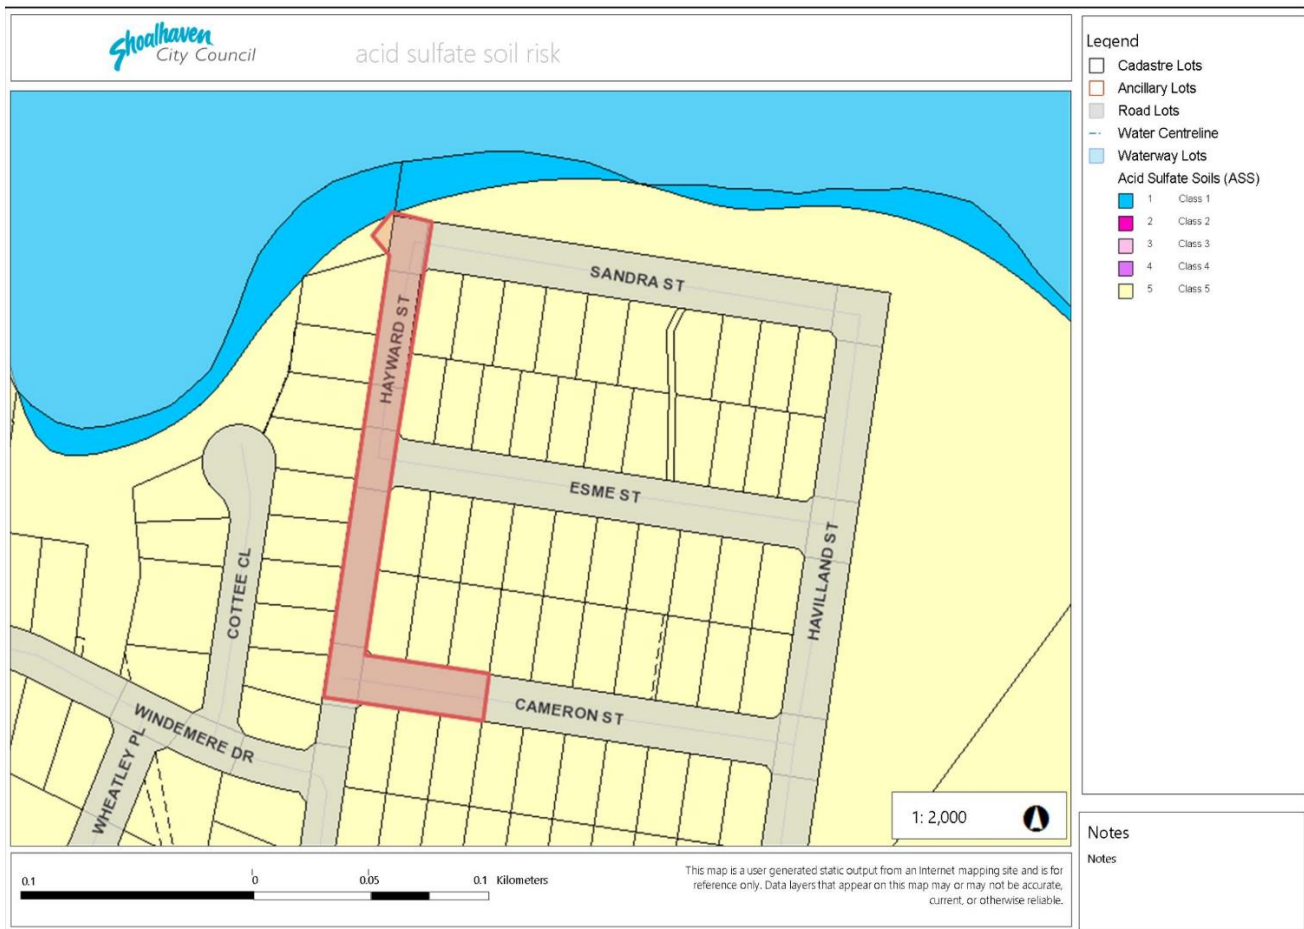 Shoalhaven
City Council
acid sulfate soil risk
Legend
Cadastre Lots
Ancillary Lots
Road Lots
Water Centreline
Waterway Lots
Acid Sulfate Soils (ASS)
1 Class 1
2 Class 2
3 Class 3
4 Class 4
5 Class 5
SANDRA ST
HAYWARD ST
ESME ST
HAVILLAND ST
COTTEE CL
CAMERON ST
WINDEMERE DR
WHEATLEY PL
1: 2,000
0.1 0 0.05 0.1 Kilometers
This map is a user generated static output from an Internet mapping site and is for
reference only. Data layers that appear on this map may or may not be accurate,
current, or otherwise reliable.
Notes
Notes